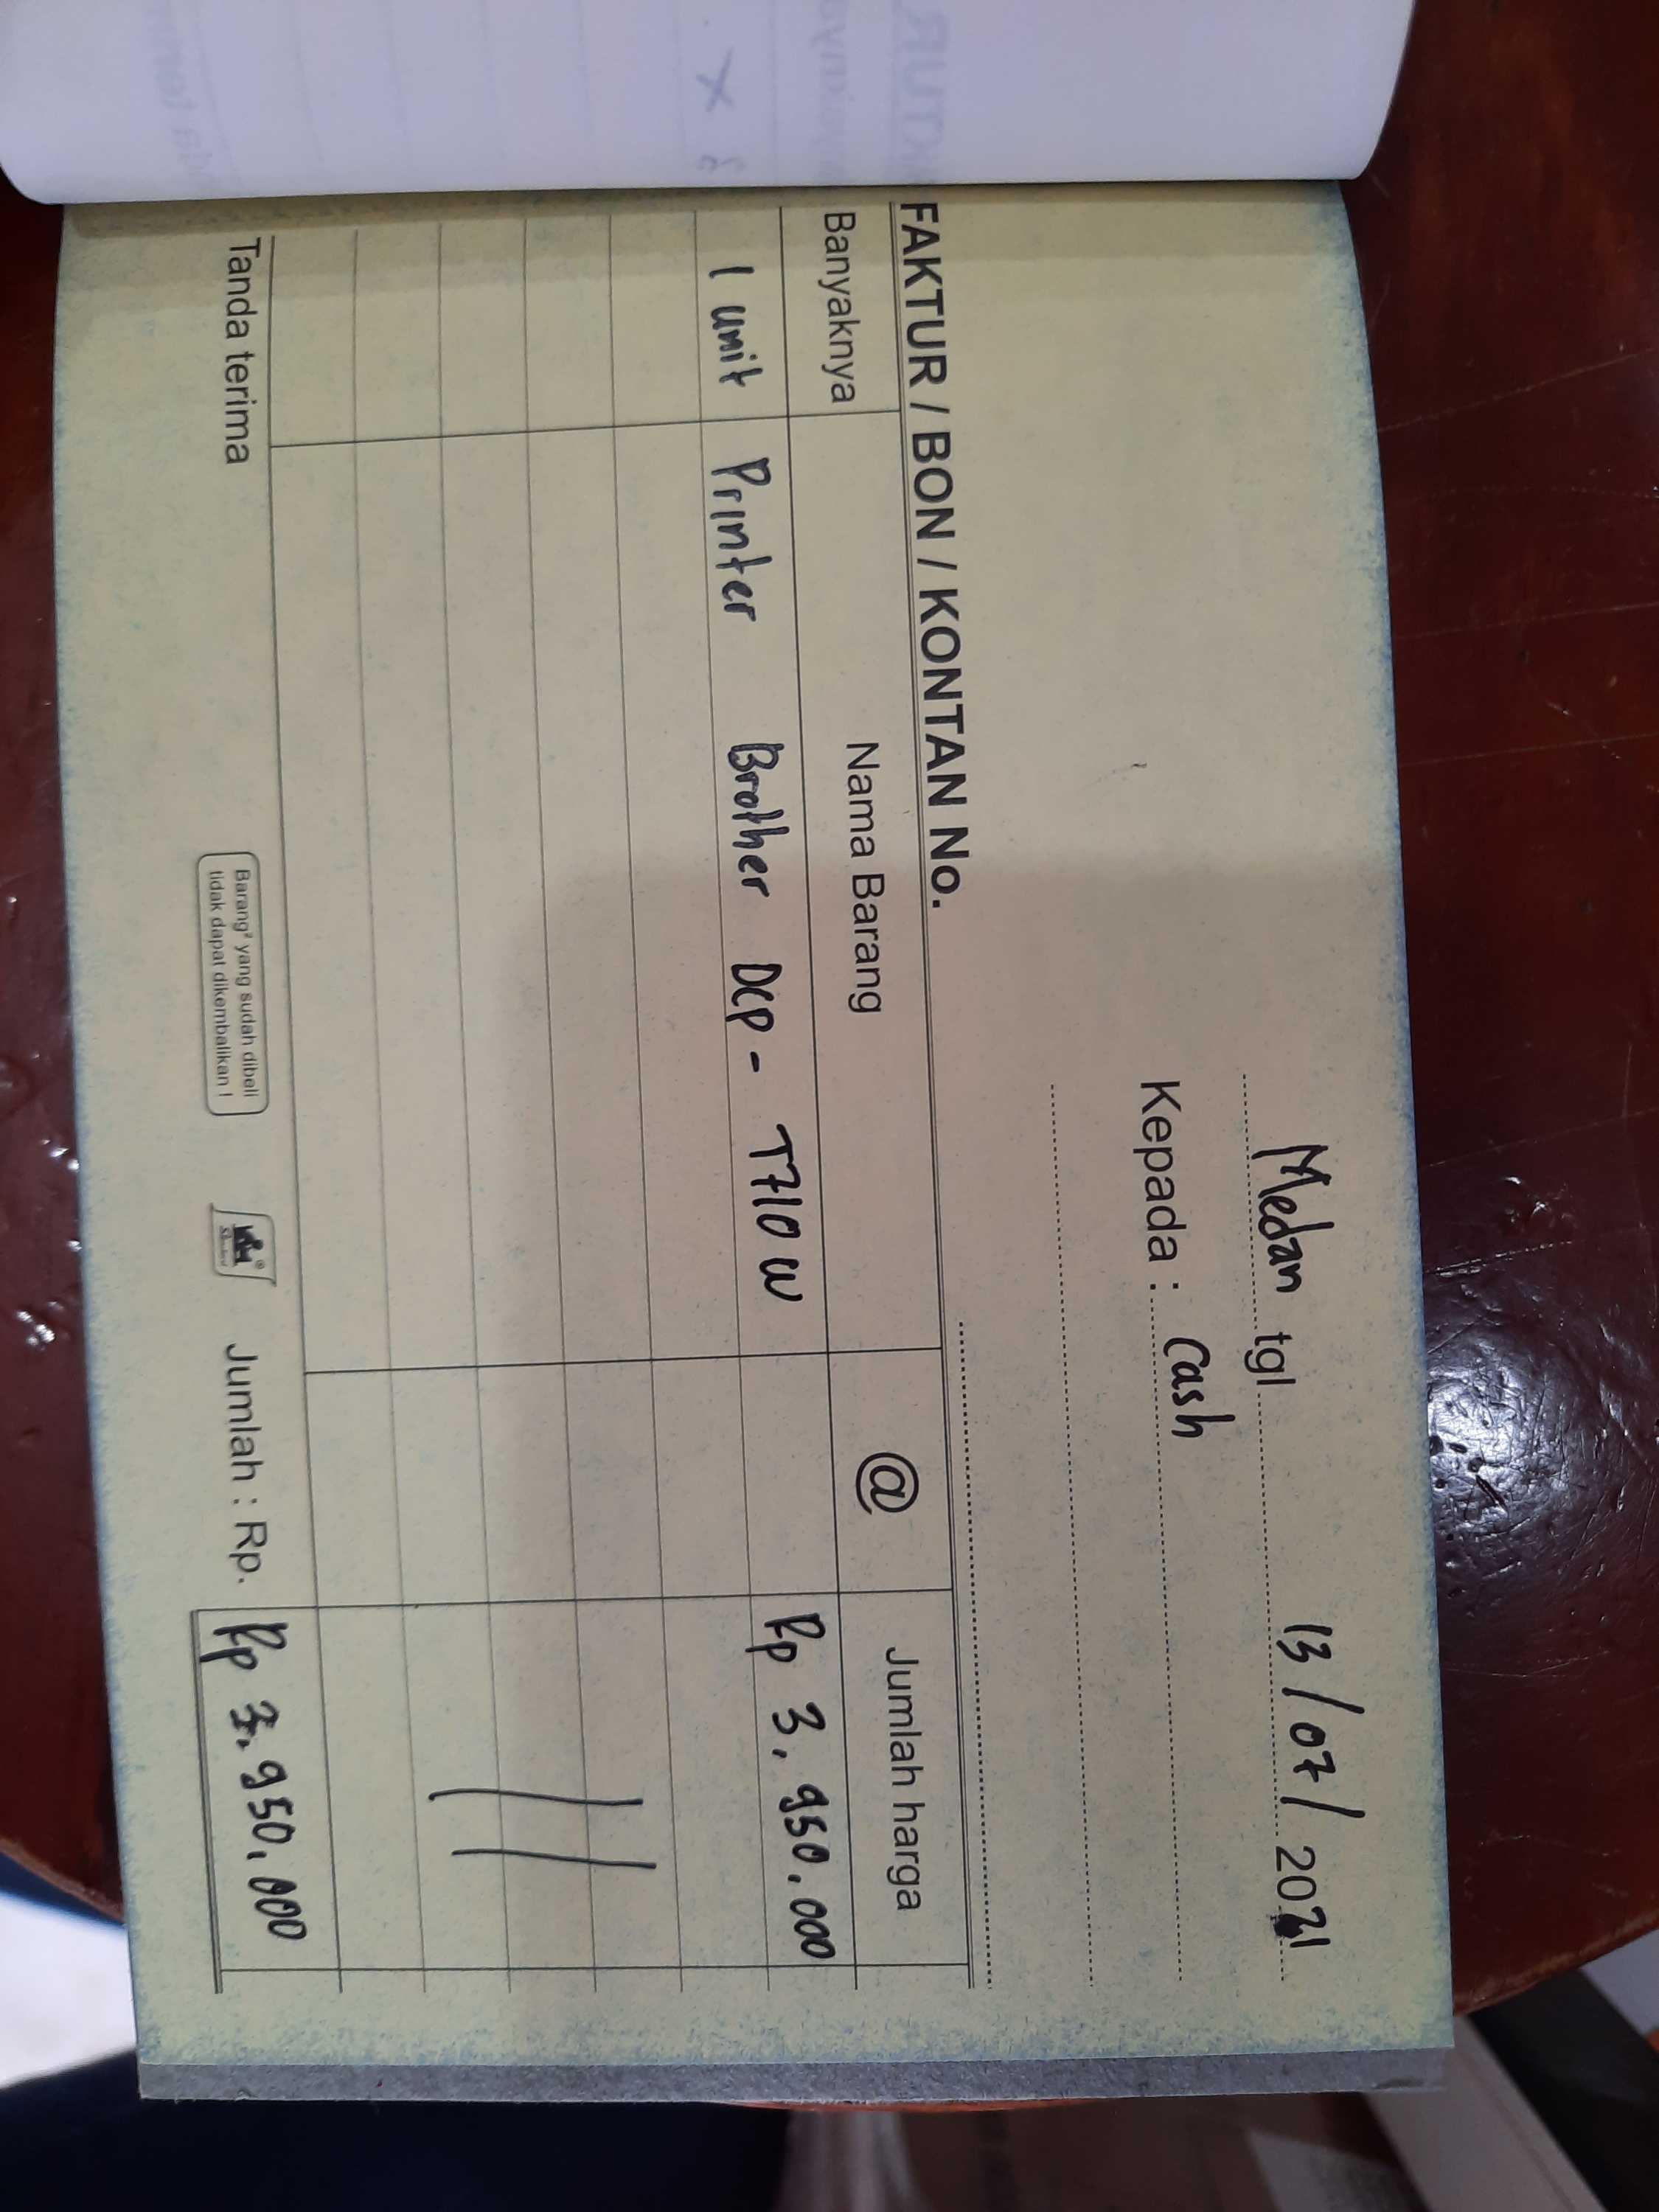 Medan tgl 13/07/2021
Kepada : Cash
FAKTUR / BON / KONTAN No.
Banyaknya Nama Barang @ Jumlah harga
1 unit Printer Brother DCP - T710W Rp 3.950.000
Tanda terima
Barang² yang sudah dibeli
tidak dapat dikembalikan !
Jumlah : Rp. Rp 3.950.000